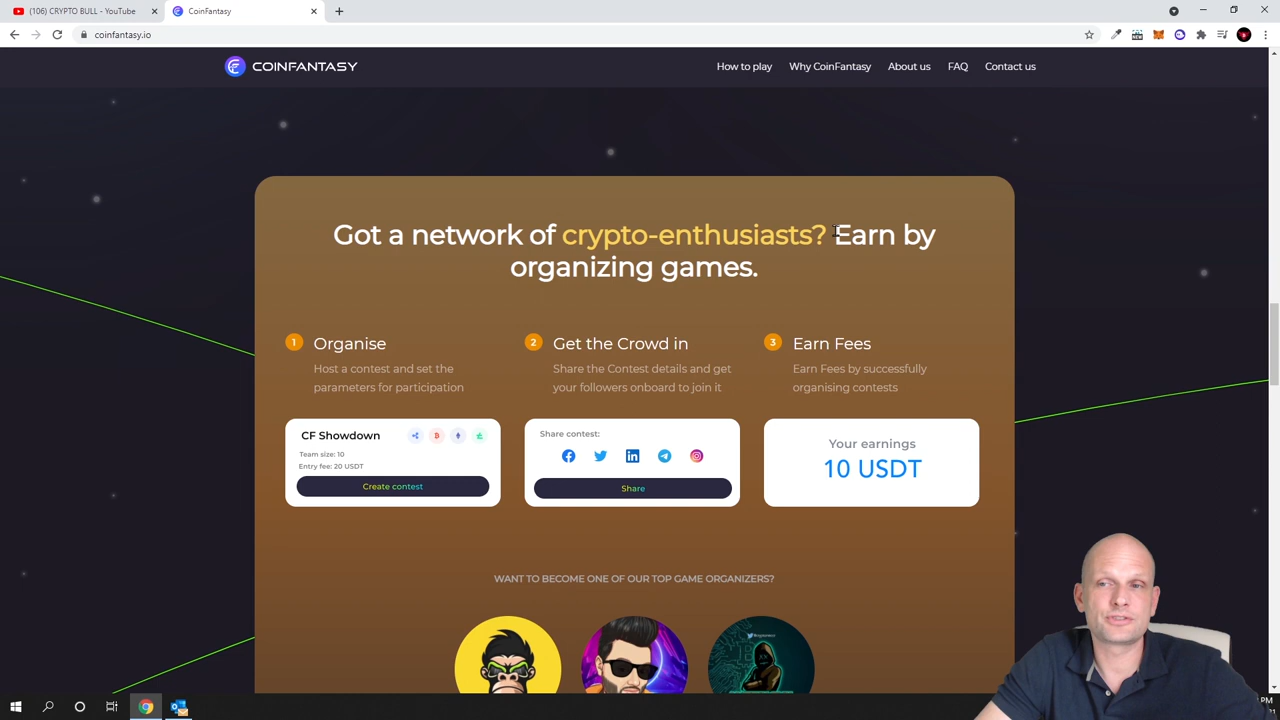 (106) CRYPTO BULL - YouTube
CoinFantasy
coinfantasy.io
COINFANTASY
How to play
Why CoinFantasy
About us
FAQ
Contact us
Got a network of crypto-enthusiasts? Earn by
organizing games.
1 Organise
Host a contest and set the
parameters for participation
2 Get the Crowd in
Share the Contest details and get
your followers onboard to join it
3 Earn Fees
Earn Fees by successfully
organising contests
CF Showdown
Team size: 10
Entry fee: 20 USDT
Create contest
Share contest:
Share
Your earnings
10 USDT
WANT TO BECOME ONE OF OUR TOP GAME ORGANIZERS?